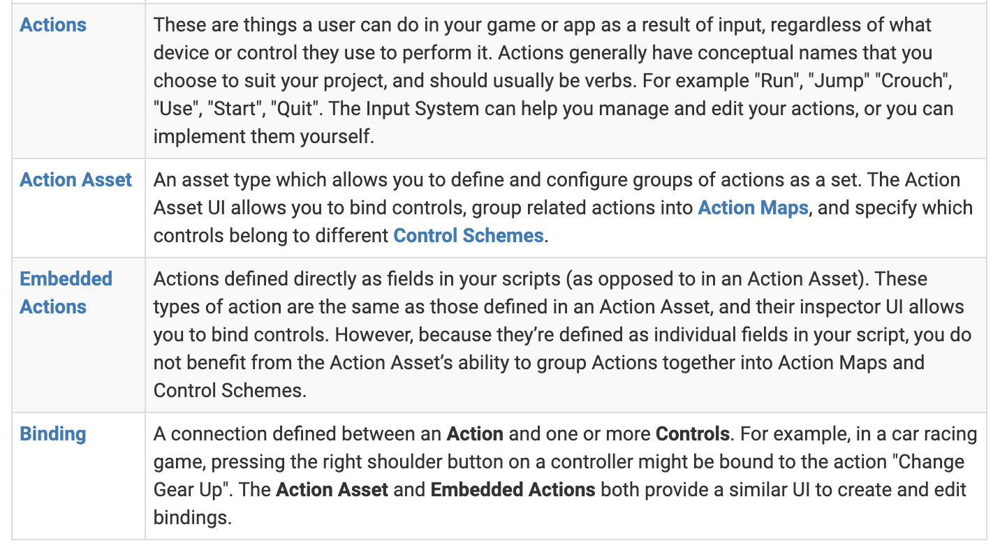 Actions
These are things a user can do in your game or app as a result of input, regardless of what
device or control they use to perform it. Actions generally have conceptual names that you
choose to suit your project, and should usually be verbs. For example "Run", "Jump" "Crouch",
"Use", "Start", "Quit". The Input System can help you manage and edit your actions, or you can
implement them yourself.
Action Asset
An asset type which allows you to define and configure groups of actions as a set. The Action
Asset UI allows you to bind controls, group related actions into Action Maps, and specify which
controls belong to different Control Schemes.
Embedded
Actions
Actions defined directly as fields in your scripts (as opposed to in an Action Asset). These
types of action are the same as those defined in an Action Asset, and their inspector UI allows
you to bind controls. However, because they’re defined as individual fields in your script, you do
not benefit from the Action Asset’s ability to group Actions together into Action Maps and
Control Schemes.
Binding
A connection defined between an Action and one or more Controls. For example, in a car racing
game, pressing the right shoulder button on a controller might be bound to the action "Change
Gear Up". The Action Asset and Embedded Actions both provide a similar UI to create and edit
bindings.